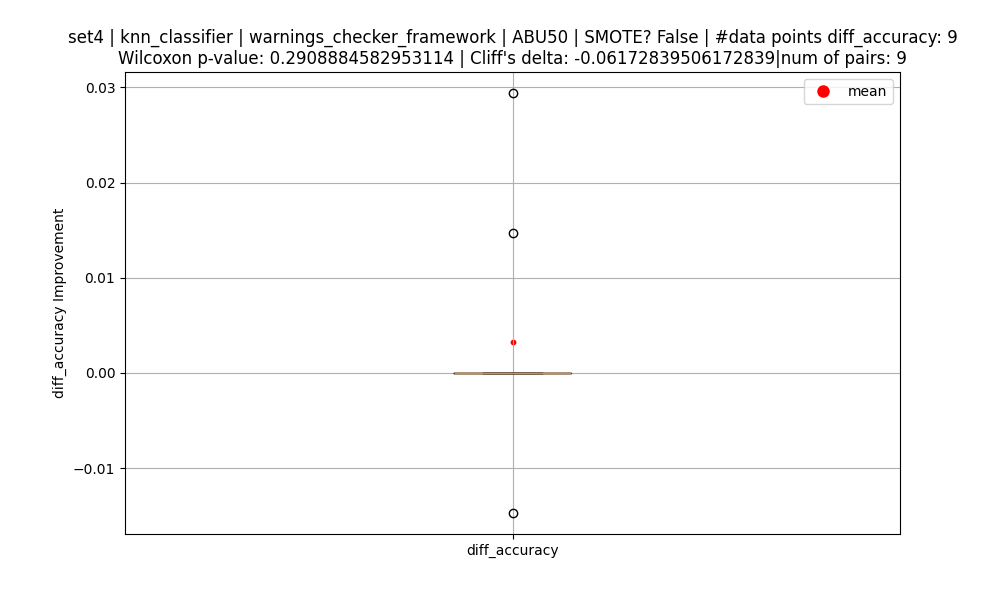 set4 | knn_classifier | warnings_checker_framework | ABU50 | SMOTE? False | #data points diff_accuracy: 9
Wilcoxon p-value: 0.2908884582953114 | Cliff's delta: -0.06172839506172839|num of pairs: 9
mean
0.03
0.02
0.01
0.00
−0.01
diff_accuracy Improvement
diff_accuracy